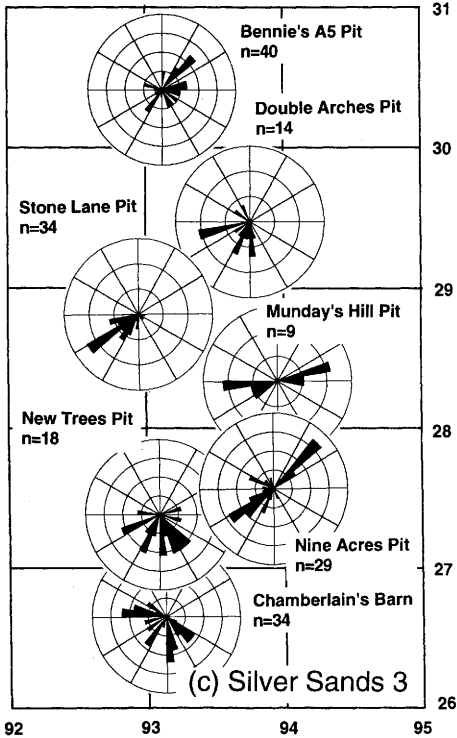 31
Bennie's A5 Pit
n=40
Double Arches Pit
n=14
30
Stone Lane Pit
n=34
29
Munday's Hill Pit
n=9
New Trees Pit
n=18
28
Nine Acres Pit
n=29
27
Chamberlain's Barn
n=34
(c) Silver Sands 3
26
92
93
94
95